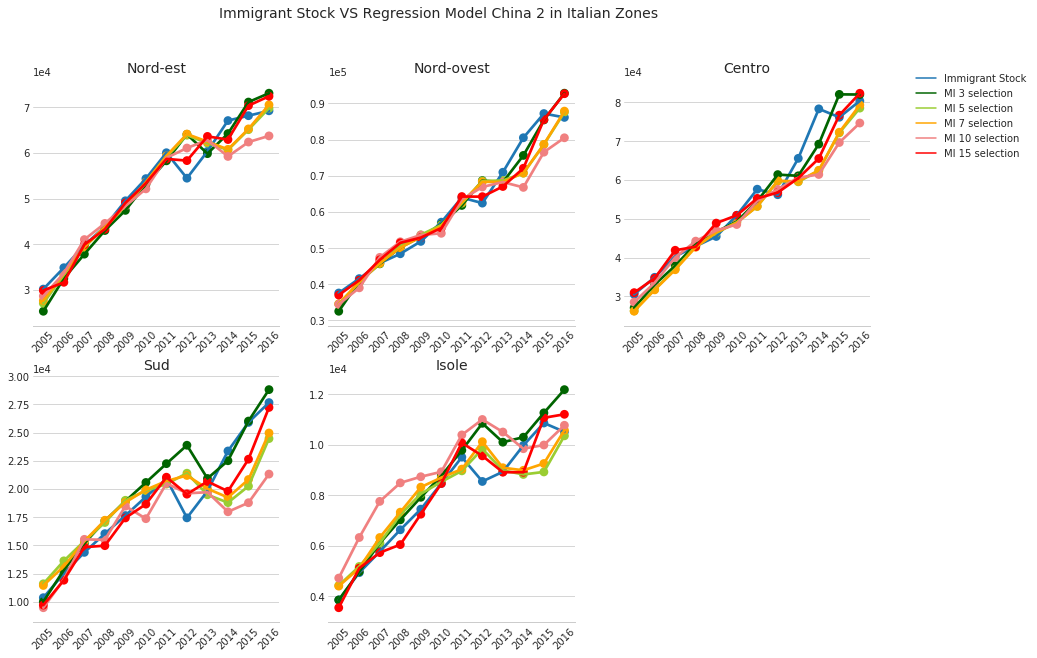 Immigrant Stock VS Regression Model China 2 in Italian Zones
Nord-est
1e4
7
6
5
4
3
2005 2006 2007 2008 2009 2010 2011 2012 2013 2014 2015 2016
Nord-ovest
1e5
0.9
0.8
0.7
0.6
0.5
0.4
0.3
2005 2006 2007 2008 2009 2010 2011 2012 2013 2014 2015 2016
Centro
1e4
8
7
6
5
4
3
2005 2006 2007 2008 2009 2010 2011 2012 2013 2014 2015 2016
Immigrant Stock
MI 3 selection
MI 5 selection
MI 7 selection
MI 10 selection
MI 15 selection
Sud
1e4
3.00
2.75
2.50
2.25
2.00
1.75
1.50
1.25
1.00
2005 2006 2007 2008 2009 2010 2011 2012 2013 2014 2015 2016
Isole
1e4
1.2
1.0
0.8
0.6
0.4
2005 2006 2007 2008 2009 2010 2011 2012 2013 2014 2015 2016